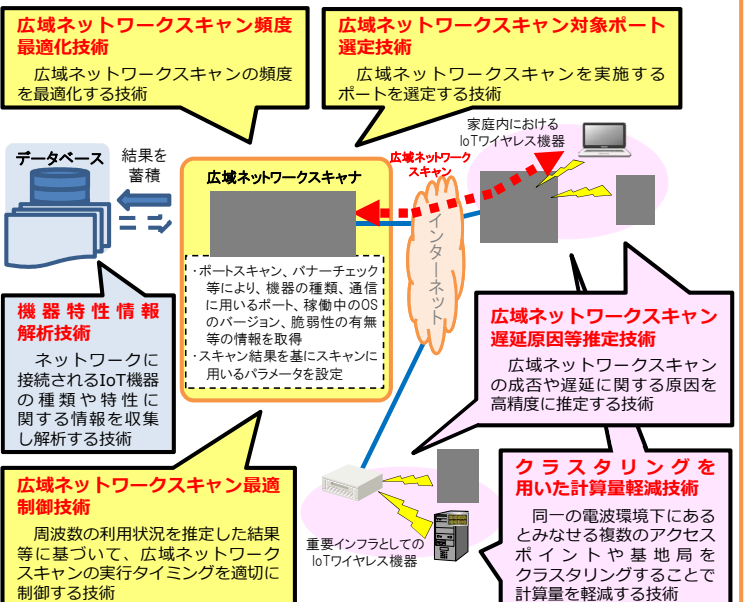 広域ネットワークスキャン頻度
最適化技術
広域ネットワークスキャンの頻度
を最適化する技術
広域ネットワークスキャン対象ポート
選定技術
広域ネットワークスキャンを実施する
ポートを選定する技術
データベース
結果を
蓄積
広域ネットワークスキャナ
・ポートスキャン、バナーチェック
等により、機器の種類、通信
に用いるポート、稼働中のOS
のバージョン、脆弱性の有無
等の情報を取得
・スキャン結果を基にスキャンに
用いるパラメータを設定
広域ネットワーク
スキャン
インターネット
家庭内における
IoTワイヤレス機器
機器特性情報
解析技術
ネットワークに
接続されるIoT機器
の種類や特性に
関する情報を収集
し解析する技術
広域ネットワークスキャン
遅延原因等推定技術
広域ネットワークスキャン
の成否や遅延に関する原因を
高精度に推定する技術
広域ネットワークスキャン最適
制御技術
周波数の利用状況を推定した結果
等に基づいて、広域ネットワーク
スキャンの実行タイミングを適切に
制御する技術
重要インフラとしての
IoTワイヤレス機器
クラスタリングを
用いた計算量軽減技術
同一の電波環境下にある
とみなせる複数のアクセス
ポイントや基地局を
クラスタリングすることで
計算量を軽減する技術